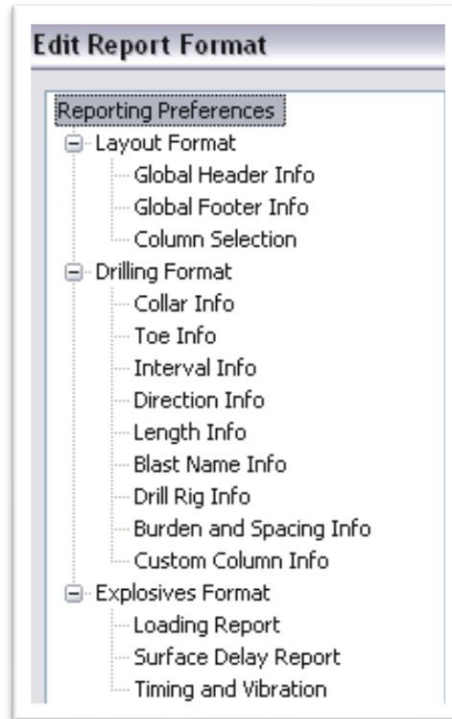 Edit Report Format
Reporting Preferences
Layout Format
Global Header Info
Global Footer Info
Column Selection
Drilling Format
Collar Info
Toe Info
Interval Info
Direction Info
Length Info
Blast Name Info
Drill Rig Info
Burden and Spacing Info
Custom Column Info
Explosives Format
Loading Report
Surface Delay Report
Timing and Vibration